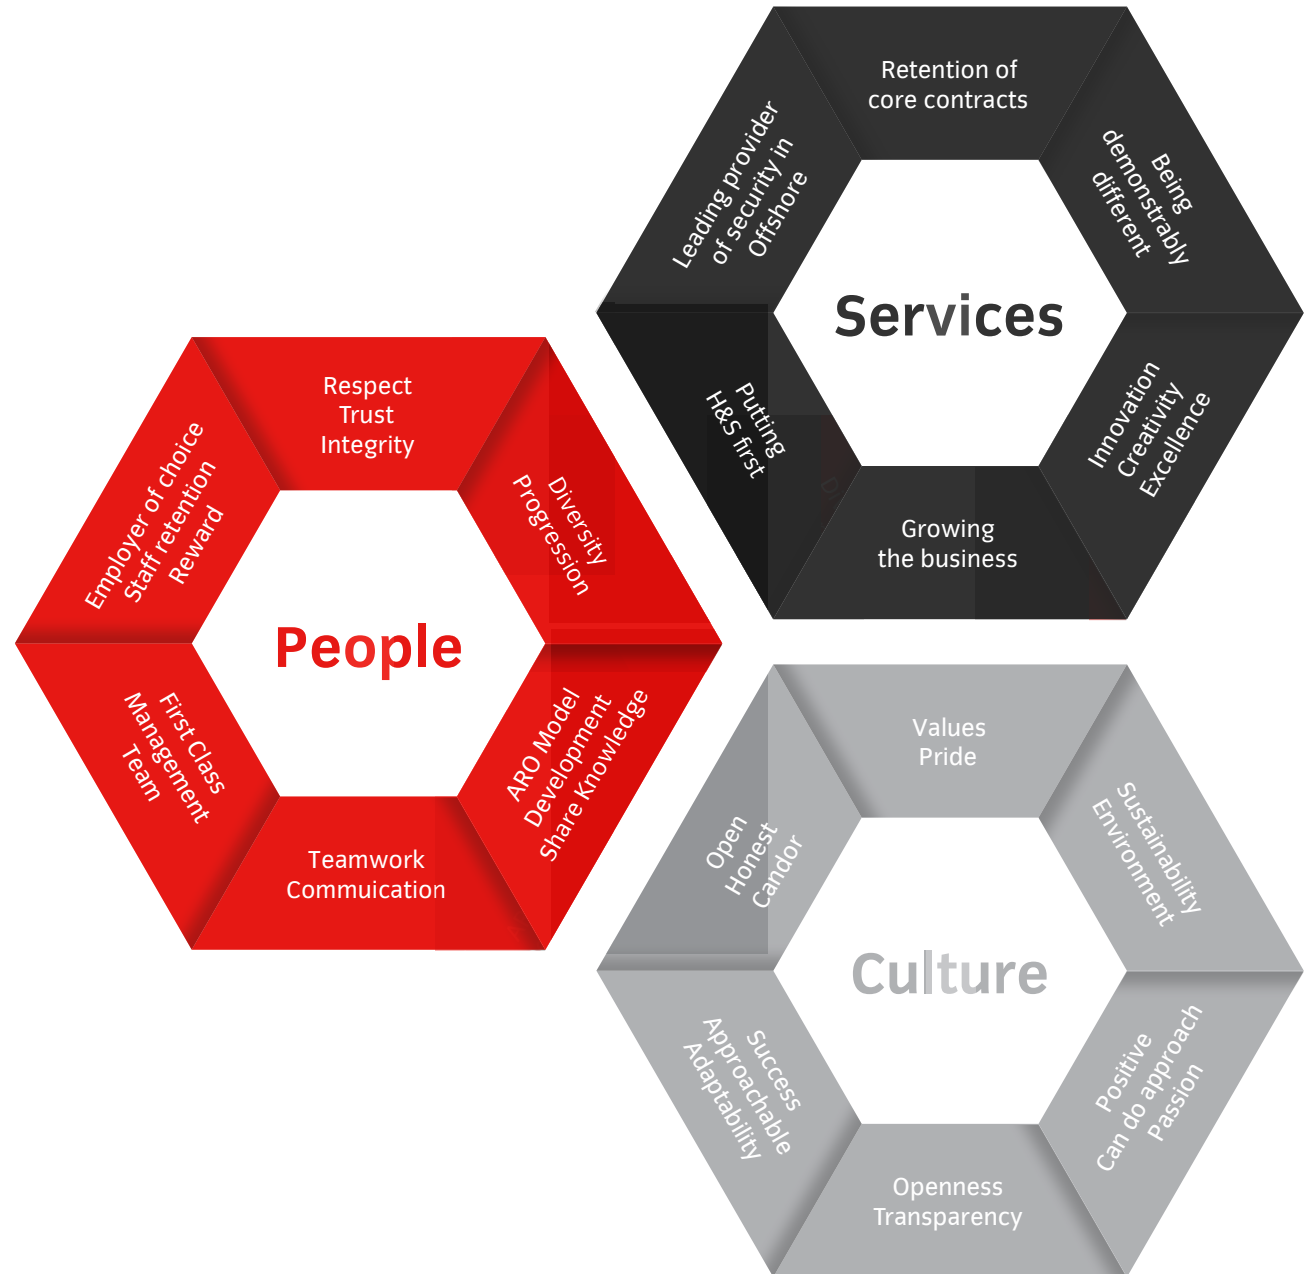 Retention of
core contracts
Being
demonstrably
different
Innovation
Creativity
Excellence
Growing
the business
Putting
H&S first
Leading provider
of security in
Offshore
Services
Respect
Trust
Integrity
Diversity
Progression
ARO Model
Development
Share Knowledge
Teamwork
Commuication
First Class
Management
Team
Employer of choice
Staff retention
Reward
People
Values
Pride
Sustainability
Environment
Positive
Can do approach
Passion
Openness
Transparency
Success
Approachable
Adaptability
Open
Honest
Candor
Culture